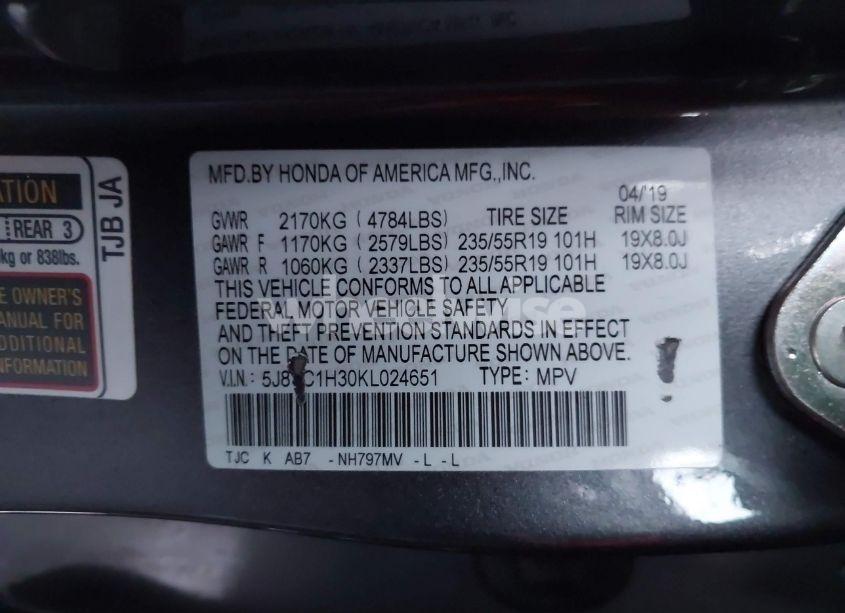 TJB JA
ATION
REAR 3
kg or 838lbs.
E OWNER'S
ANUAL FOR
ADDITIONAL
NFORMATION
MFD.BY HONDA OF AMERICA MFG.,INC.
04/'19
GVWR 2170KG ( 4784LBS) TIRE SIZE RIM SIZE
GAWR F 1170KG ( 2579LBS) 235/55R19 101H 19X8.0J
GAWR R 1060KG ( 2337LBS) 235/55R19 101H 19X8.0J
THIS VEHICLE CONFORMS TO ALL APPLICABLE
FEDERAL MOTOR VEHICLE SAFETY
AND THEFT PREVENTION STANDARDS IN EFFECT
ON THE DATE OF MANUFACTURE SHOWN ABOVE.
V.I.N.: TYPE: MPV
TJC K AB7 -NH797MV -L -L